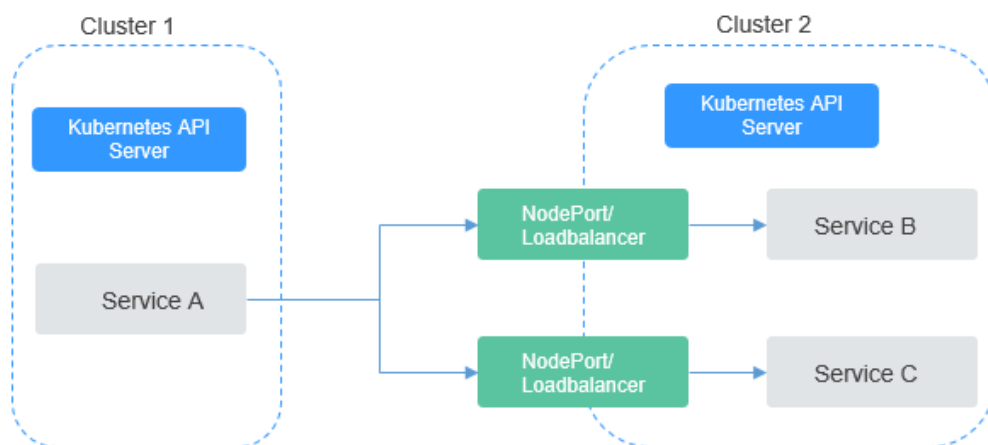 Cluster 1
Cluster 2
Kubernetes API
Server
Kubernetes API
Server
NodePort/
Loadbalancer
Service B
Service A
NodePort/
Loadbalancer
Service C